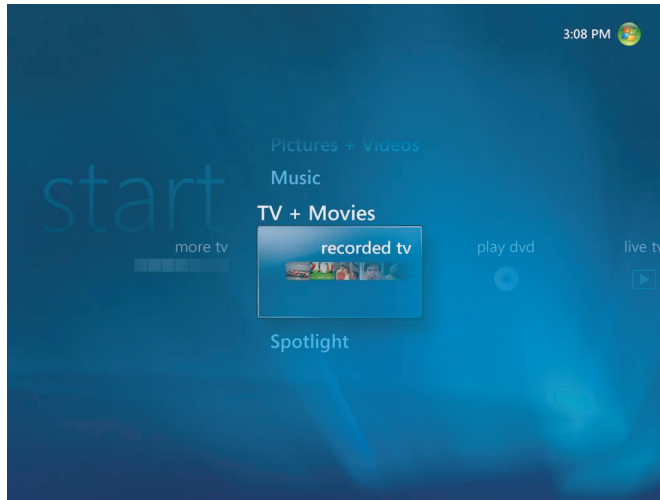 3:08 PM
Pictures + Videos
start
Music
TV + Movies
more tv
recorded tv
play dvd
live tv
Spotlight